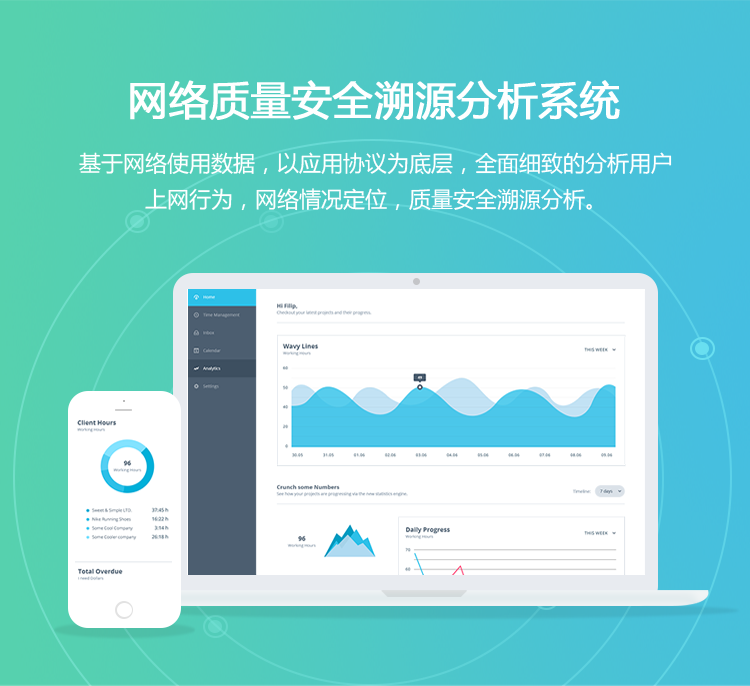 网络质量安全溯源分析系统
基于网络使用数据，以应用协议为底层，全面细致的分析用户
上网行为，网络情况定位，质量安全溯源分析。
Home
Time Management
Inbox
Calendar
Analytics
Settings
Hi Filip,
Checkout your latest projects and their progress.
Wavy Lines
Working Hours
THIS WEEK
60
50
40
20
0
49
30.05 31.05 01.06 02.06 03.06 04.06 05.06 06.06 07.06 08.06 09.06
Crunch some Numbers
See how your projects are progressing via the new statistics engine.
Timeline: 7 days
96
Working Hours
Daily Progress
Working Hours
THIS WEEK
70
60
Client Hours
Working Hours
96
Working Hours
Sweet & Simple LTD. 37:45 h
Nike Running Shoes 16:22 h
Some Cool Company 3:14 h
Some Cooler company 26:18 h
Total Overdue
I need Dollars